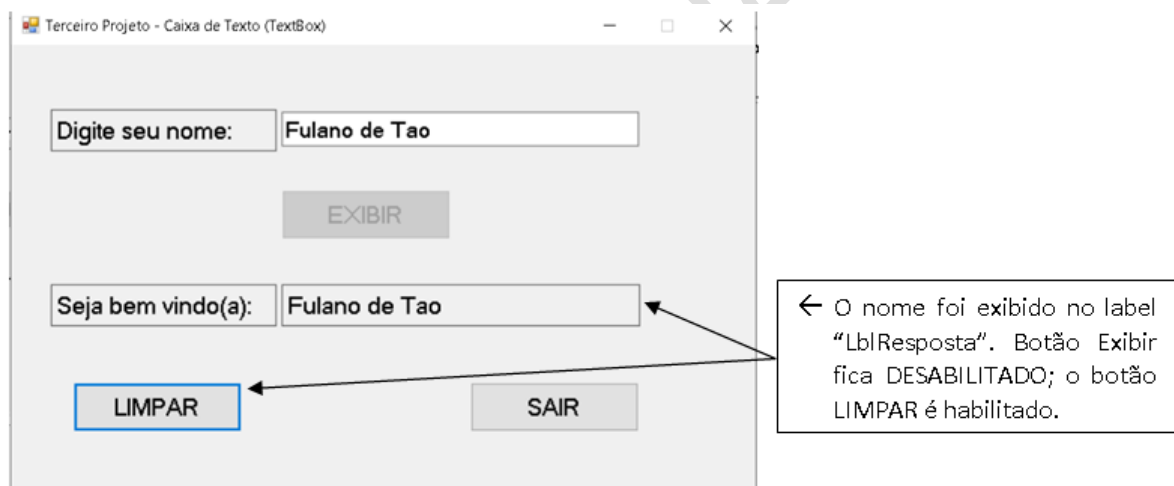 Terceiro Projeto - Caixa de Texto (TextBox)
Digite seu nome: Fulano de Tao
EXIBIR
Seja bem vindo(a): Fulano de Tao
LIMPAR SAIR
← O nome foi exibido no label
"LblResposta". Botão Exibir
fica DESABILITADO; o botão
LIMPAR é habilitado.